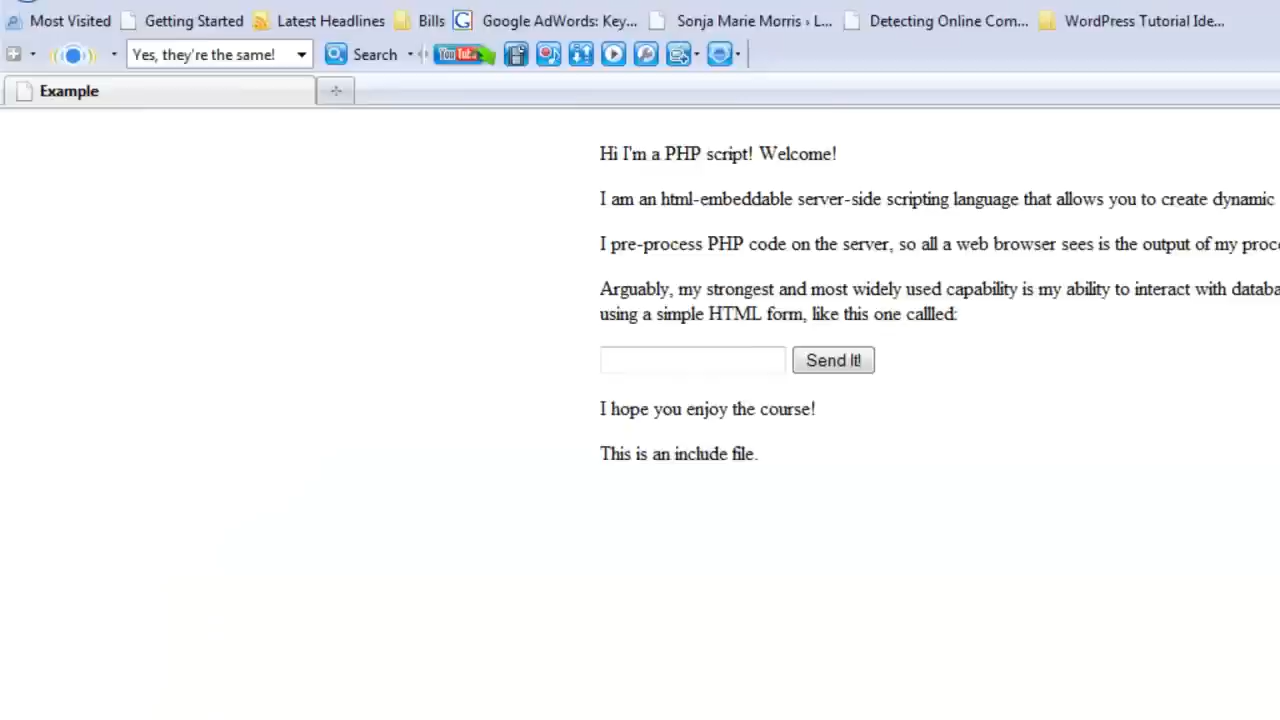 Most Visited Getting Started Latest Headlines Bills Google AdWords: Key... Sonja Marie Morris › L... Detecting Online Com... WordPress Tutorial Ide...
Yes, they're the same! Search YouTube
Example
Hi I'm a PHP script! Welcome!
I am an html-embeddable server-side scripting language that allows you to create dynamic
I pre-process PHP code on the server, so all a web browser sees is the output of my proce
Arguably, my strongest and most widely used capability is my ability to interact with databa
using a simple HTML form, like this one callled:
Send It!
I hope you enjoy the course!
This is an include file.